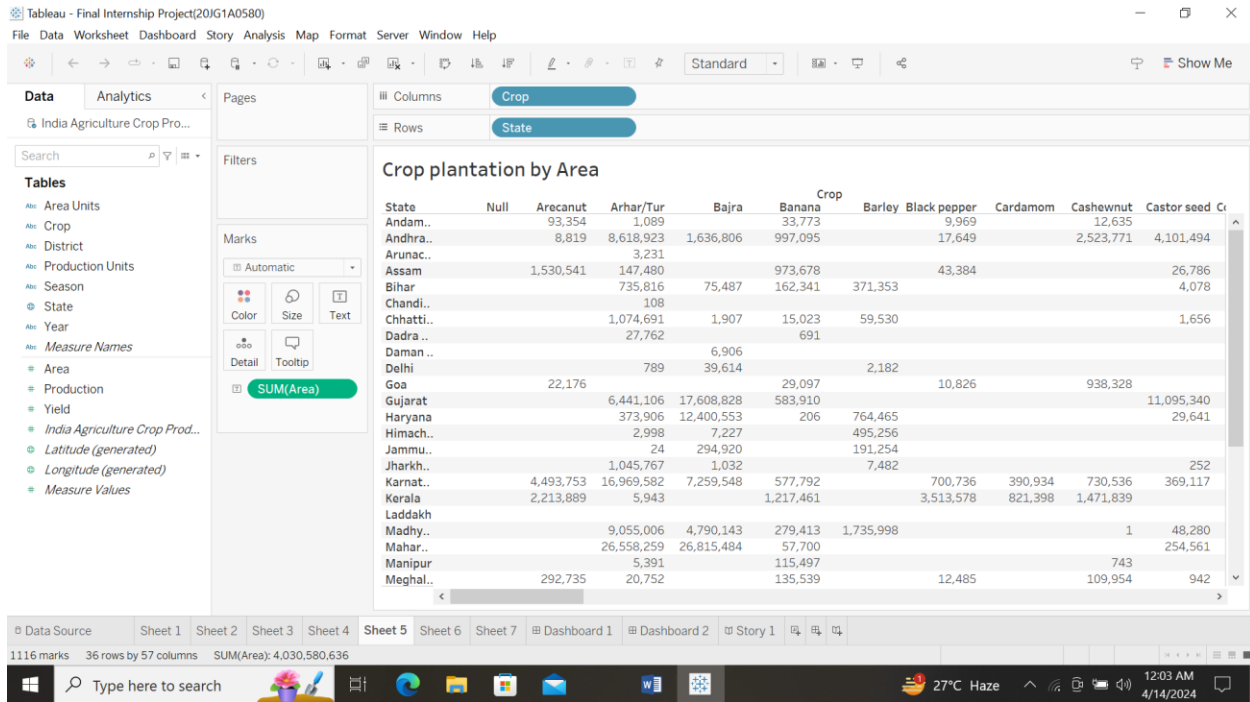 Tableau - Final Internship Project(20JG1A0580)
File Data Worksheet Dashboard Story Analysis Map Format Server Window Help
Standard
Show Me
Data Analytics
India Agriculture Crop Pro...
Search
Tables
Abc Area Units
Abc Crop
Abc District
Abc Production Units
Abc Season
State
Abc Year
Abc Measure Names
# Area
# Production
# Yield
# India Agriculture Crop Prod...
Latitude (generated)
Longitude (generated)
# Measure Values
Pages
Filters
Marks
Automatic
Color Size Text
Detail Tooltip
SUM(Area)
Columns Crop
Rows State
Crop plantation by Area
Crop
State Null Arecanut Arhar/Tur Bajra Banana Barley Black pepper Cardamom Cashewnut Castor seed
Andam.. 93,354 1,089 33,773 9,969 12,635
Andhra.. 8,819 8,618,923 1,636,806 997,095 17,649 2,523,771 4,101,494
Arunac.. 3,231
Assam 1,530,541 147,480 973,678 43,384 26,786
Bihar 735,816 75,487 162,341 371,353 4,078
Chandi.. 108
Chhatti.. 1,074,691 1,907 15,023 59,530 1,656
Dadra .. 27,762 691
Daman .. 6,906
Delhi 789 39,614 2,182
Goa 22,176 29,097 10,826 938,328
Gujarat 6,441,106 17,608,828 583,910 11,095,340
Haryana 373,906 12,400,553 206 764,465 29,641
Himach.. 2,998 7,227 495,256
Jammu.. 24 294,920 191,254
Jharkh.. 1,045,767 1,032 7,482 252
Karnat.. 4,493,753 16,969,582 7,259,548 577,792 700,736 390,934 730,536 369,117
Kerala 2,213,889 5,943 1,217,461 3,513,578 821,398 1,471,839
Laddakh
Madhy.. 9,055,006 4,790,143 279,413 1,735,998 1 48,280
Mahar.. 26,558,259 26,815,484 57,700 254,561
Manipur 5,391 115,497 743
Meghal.. 292,735 20,752 135,539 12,485 109,954 942
Data Source Sheet 1 Sheet 2 Sheet 3 Sheet 4 Sheet 5 Sheet 6 Sheet 7 Dashboard 1 Dashboard 2 Story 1
1116 marks 36 rows by 57 columns SUM(Area): 4,030,580,636
Type here to search
1 27°C Haze 12:03 AM
4/14/2024